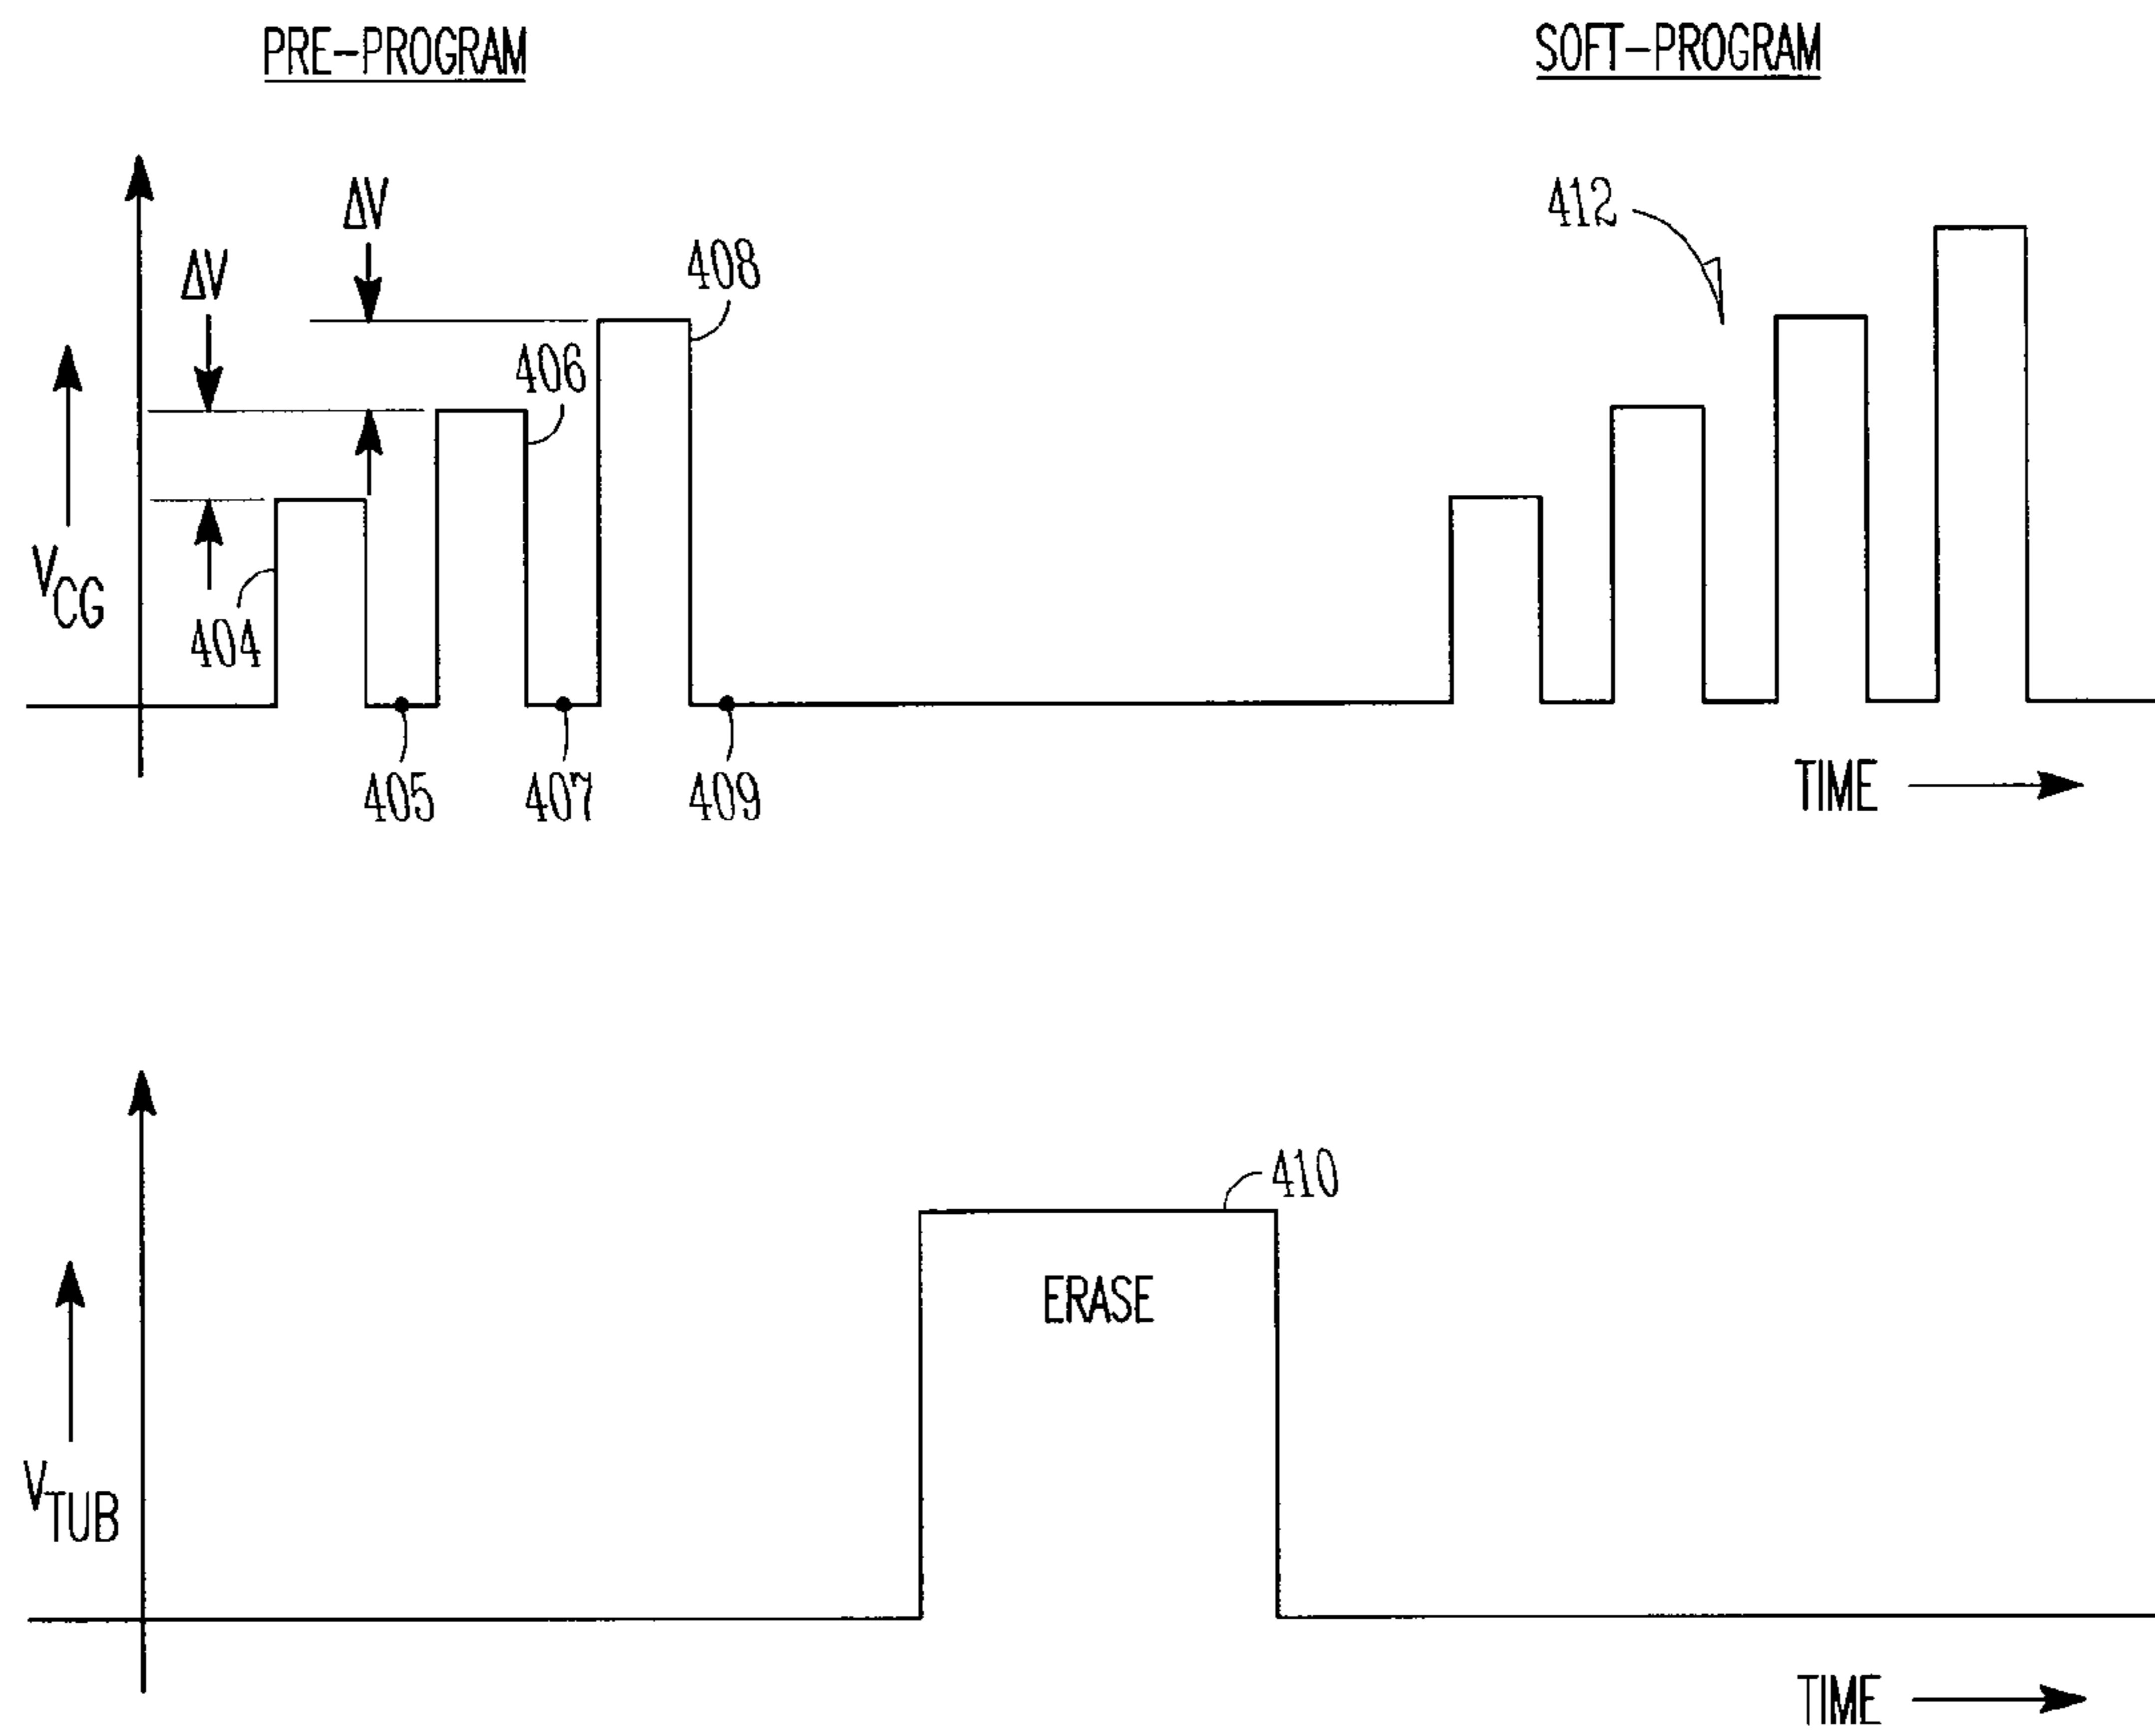 PRE-PROGRAM
SOFT-PROGRAM
ΔV
ΔV
412
408
406
VCG
404
405
407
409
TIME
410
ERASE
VTUB
TIME